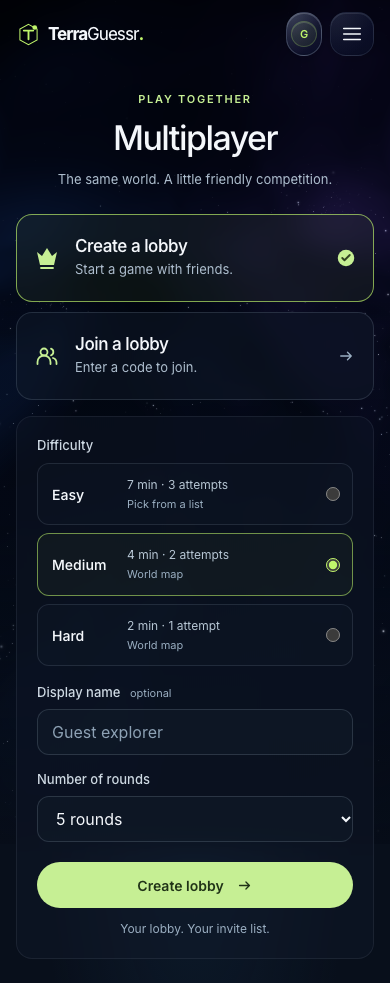 TerraGuessr.
G
PLAY TOGETHER
Multiplayer
The same world. A little friendly competition.
Create a lobby
Start a game with friends.
Join a lobby
Enter a code to join.
Difficulty
Easy
7 min · 3 attempts
Pick from a list
Medium
4 min · 2 attempts
World map
Hard
2 min · 1 attempt
World map
Display name optional
Guest explorer
Number of rounds
5 rounds
Create lobby →
Your lobby. Your invite list.